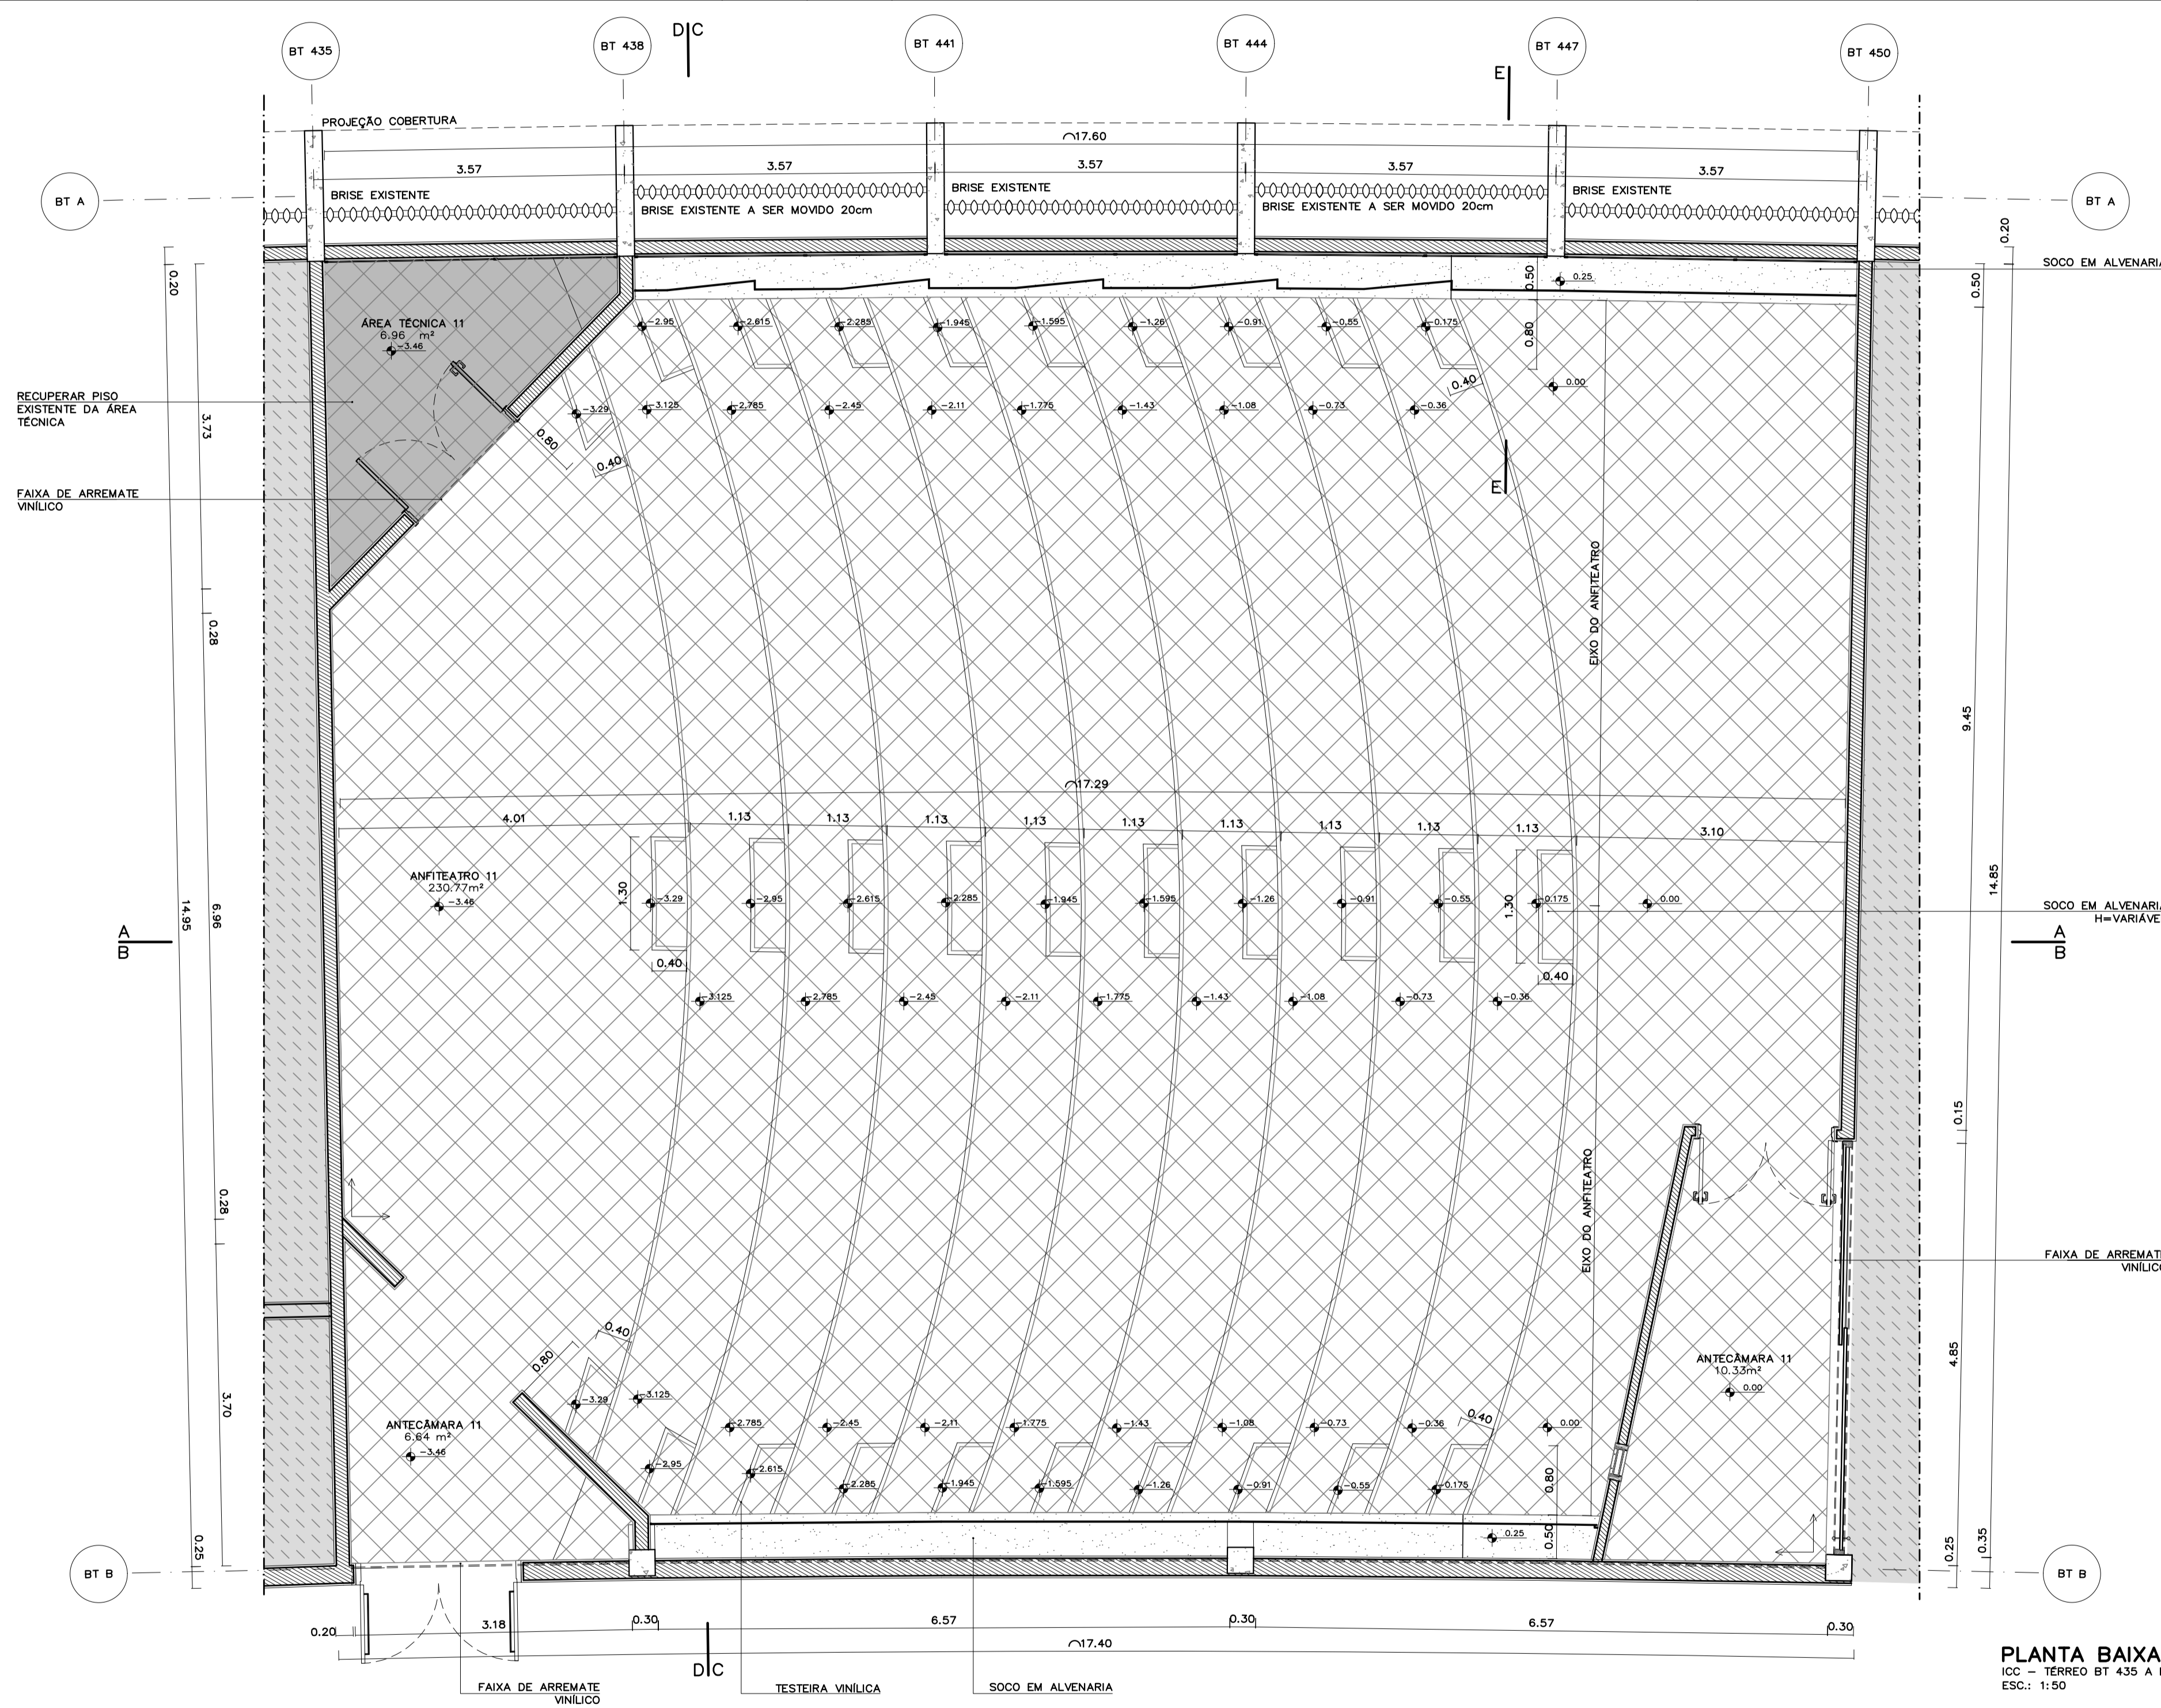 BT 435
BT 438
D C
BT 441
BT 444
E
BT 447
BT 450
PROJEÇÃO COBERTURA
17.60
3.57
3.57
3.57
3.57
3.57
BT A
BRISE EXISTENTE
BRISE EXISTENTE A SER MOVIDO 20cm
BRISE EXISTENTE
BRISE EXISTENTE A SER MOVIDO 20cm
BRISE EXISTENTE
BT A
0.20
0.20
SOCO EM ALVENARIA
0.50
0.25
0.50
ÁREA TÉCNICA 11
6.96 m²
-3.46
-2.95
-2.615
-2.285
-1.945
-1.595
-1.26
-0.91
-0.55
-0.175
0.80
0.40
0.00
RECUPERAR PISO
EXISTENTE DA ÁREA
TÉCNICA
3.73
-3.29
-3.125
-2.785
-2.45
-2.11
-1.775
-1.43
-1.08
-0.73
-0.36
0.80
0.40
E
FAIXA DE ARREMATE
VINÍLICO
0.28
EIXO DO ANFITEATRO
9.45
17.29
4.01
1.13
1.13
1.13
1.13
1.13
1.13
1.13
1.13
1.13
3.10
ANFITEATRO 11
230.77m²
-3.46
1.30
-3.29
-2.95
-2.615
-2.285
-1.945
-1.595
-1.26
-0.91
-0.55
1.30
-0.175
0.00
14.85
14.95
6.96
SOCO EM ALVENARIA
H=VARIÁVE
A
B
A
B
0.40
0.40
-3.125
-2.785
-2.45
-2.11
-1.775
-1.43
-1.08
-0.73
-0.36
0.15
0.28
EIXO DO ANFITEATRO
FAIXA DE ARREMATE
VINÍLICO
0.40
0.80
4.85
3.70
ANTECÂMARA 11
10.33m²
0.00
ANTECÂMARA 11
6.64 m²
-3.46
-3.29
-3.125
-2.785
-2.45
-2.11
-1.775
-1.43
-1.08
-0.73
-0.36
0.40
0.00
-2.95
-2.615
-2.285
-1.945
-1.595
-1.26
-0.91
-0.55
-0.175
0.80
0.25
0.50
0.25
0.25
0.35
BT B
BT B
0.20
3.18
0.30
6.57
0.30
6.57
0.30
17.40
D C
FAIXA DE ARREMATE
VINÍLICO
TESTEIRA VINÍLICA
SOCO EM ALVENARIA
PLANTA BAIXA
ICC – TÉRREO BT 435 A
ESC.: 1:50